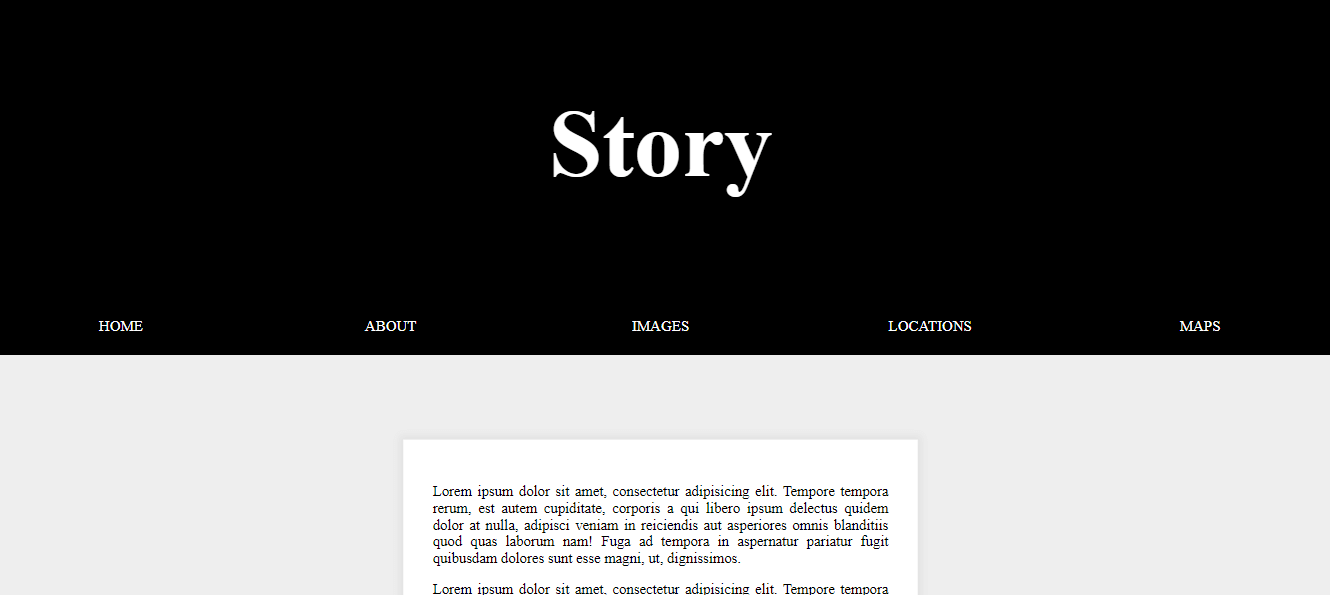 Story
HOME ABOUT IMAGES LOCATIONS MAPS
Lorem ipsum dolor sit amet, consectetur adipisicing elit. Tempore tempora
rerum, est autem cupiditate, corporis a qui libero ipsum delectus quidem
dolor at nulla, adipisci veniam in reiciendis aut asperiores omnis blanditiis
quod quas laborum nam! Fuga ad tempora in aspernatur pariatur fugit
quibusdam dolores sunt esse magni, ut, dignissimos.
Lorem ipsum dolor sit amet, consectetur adipisicing elit. Tempore tempora